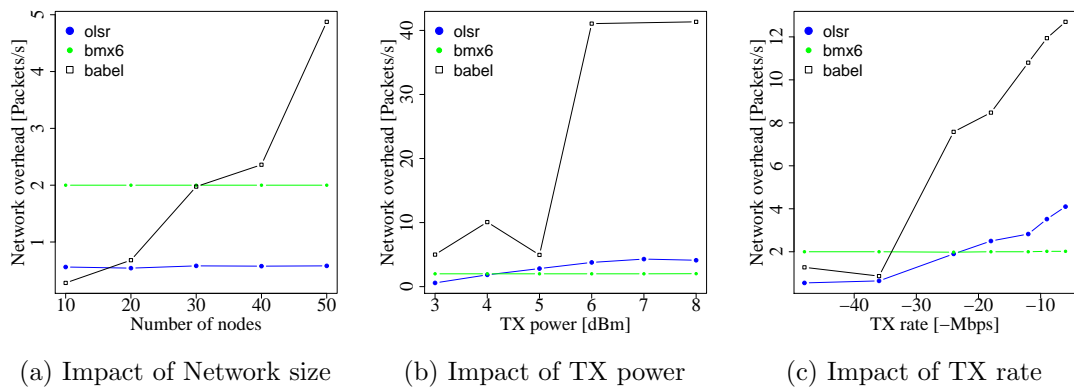 Network overhead [Packets/s]
5
4
3
2
1
olsr
bmx6
babel
10
20
30
40
50
Number of nodes
(a) Impact of Network size
Network overhead [Packets/s]
40
30
20
10
0
olsr
bmx6
babel
3
4
5
6
7
8
TX power [dBm]
(b) Impact of TX power
Network overhead [Packets/s]
12
10
8
6
4
2
olsr
bmx6
babel
−40
−30
−20
−10
TX rate [−Mbps]
(c) Impact of TX rate